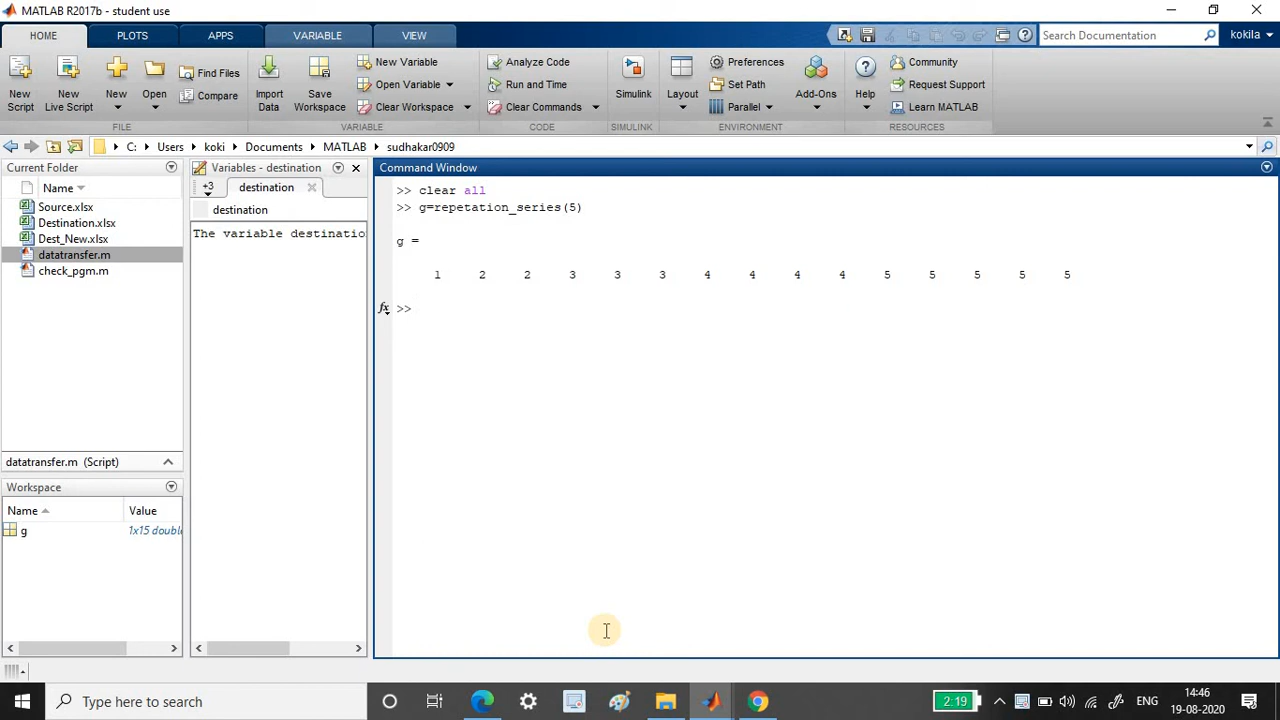 MATLAB R2017b - student use
HOME PLOTS APPS VARIABLE VIEW
Search Documentation kokila
New Script
New Live Script
New
Open
Find Files
Compare
FILE
Import Data
Save Workspace
New Variable
Open Variable
Clear Workspace
VARIABLE
Analyze Code
Run and Time
Clear Commands
CODE
Simulink
SIMULINK
Layout
Preferences
Set Path
Parallel
Add-Ons
ENVIRONMENT
Help
Community
Request Support
Learn MATLAB
RESOURCES
C: Users koki Documents MATLAB sudhakar0909
Current Folder
Name
Source.xlsx
Destination.xlsx
Dest_New.xlsx
datatransfer.m
check_pgm.m
datatransfer.m (Script)
Workspace
Name Value
g 1x15 double
Variables - destination
+3 destination
destination
The variable destinatio
Command Window
>> clear all
>> g=repetation_series(5)
g =
1 2 2 3 3 3 4 4 4 4 5 5 5 5 5
fx >>
Type here to search
2:19
ENG
14:46
19-08-2020